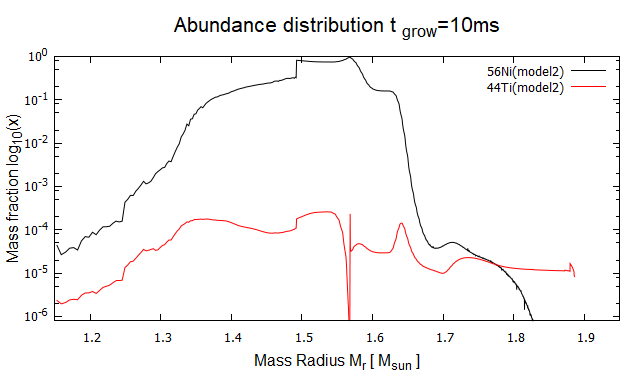 Abundance distribution t grow=10ms
10^0
56Ni(model2)
44Ti(model2)
10^-1
10^-2
10^-3
10^-4
10^-5
10^-6
Mass fraction log10(x)
1.2 1.3 1.4 1.5 1.6 1.7 1.8 1.9
Mass Radius Mr [ Msun ]